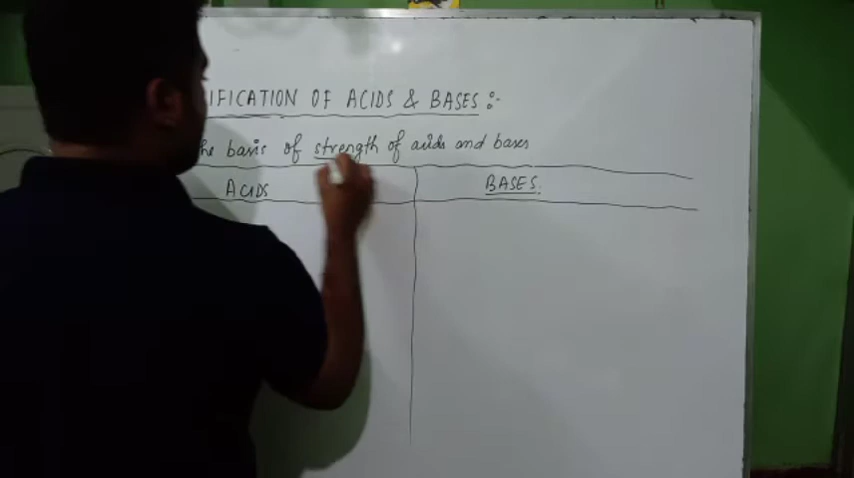 IFICATION OF ACIDS & BASES :-
he basis of strength of acids and bases
ACIDS
BASES.